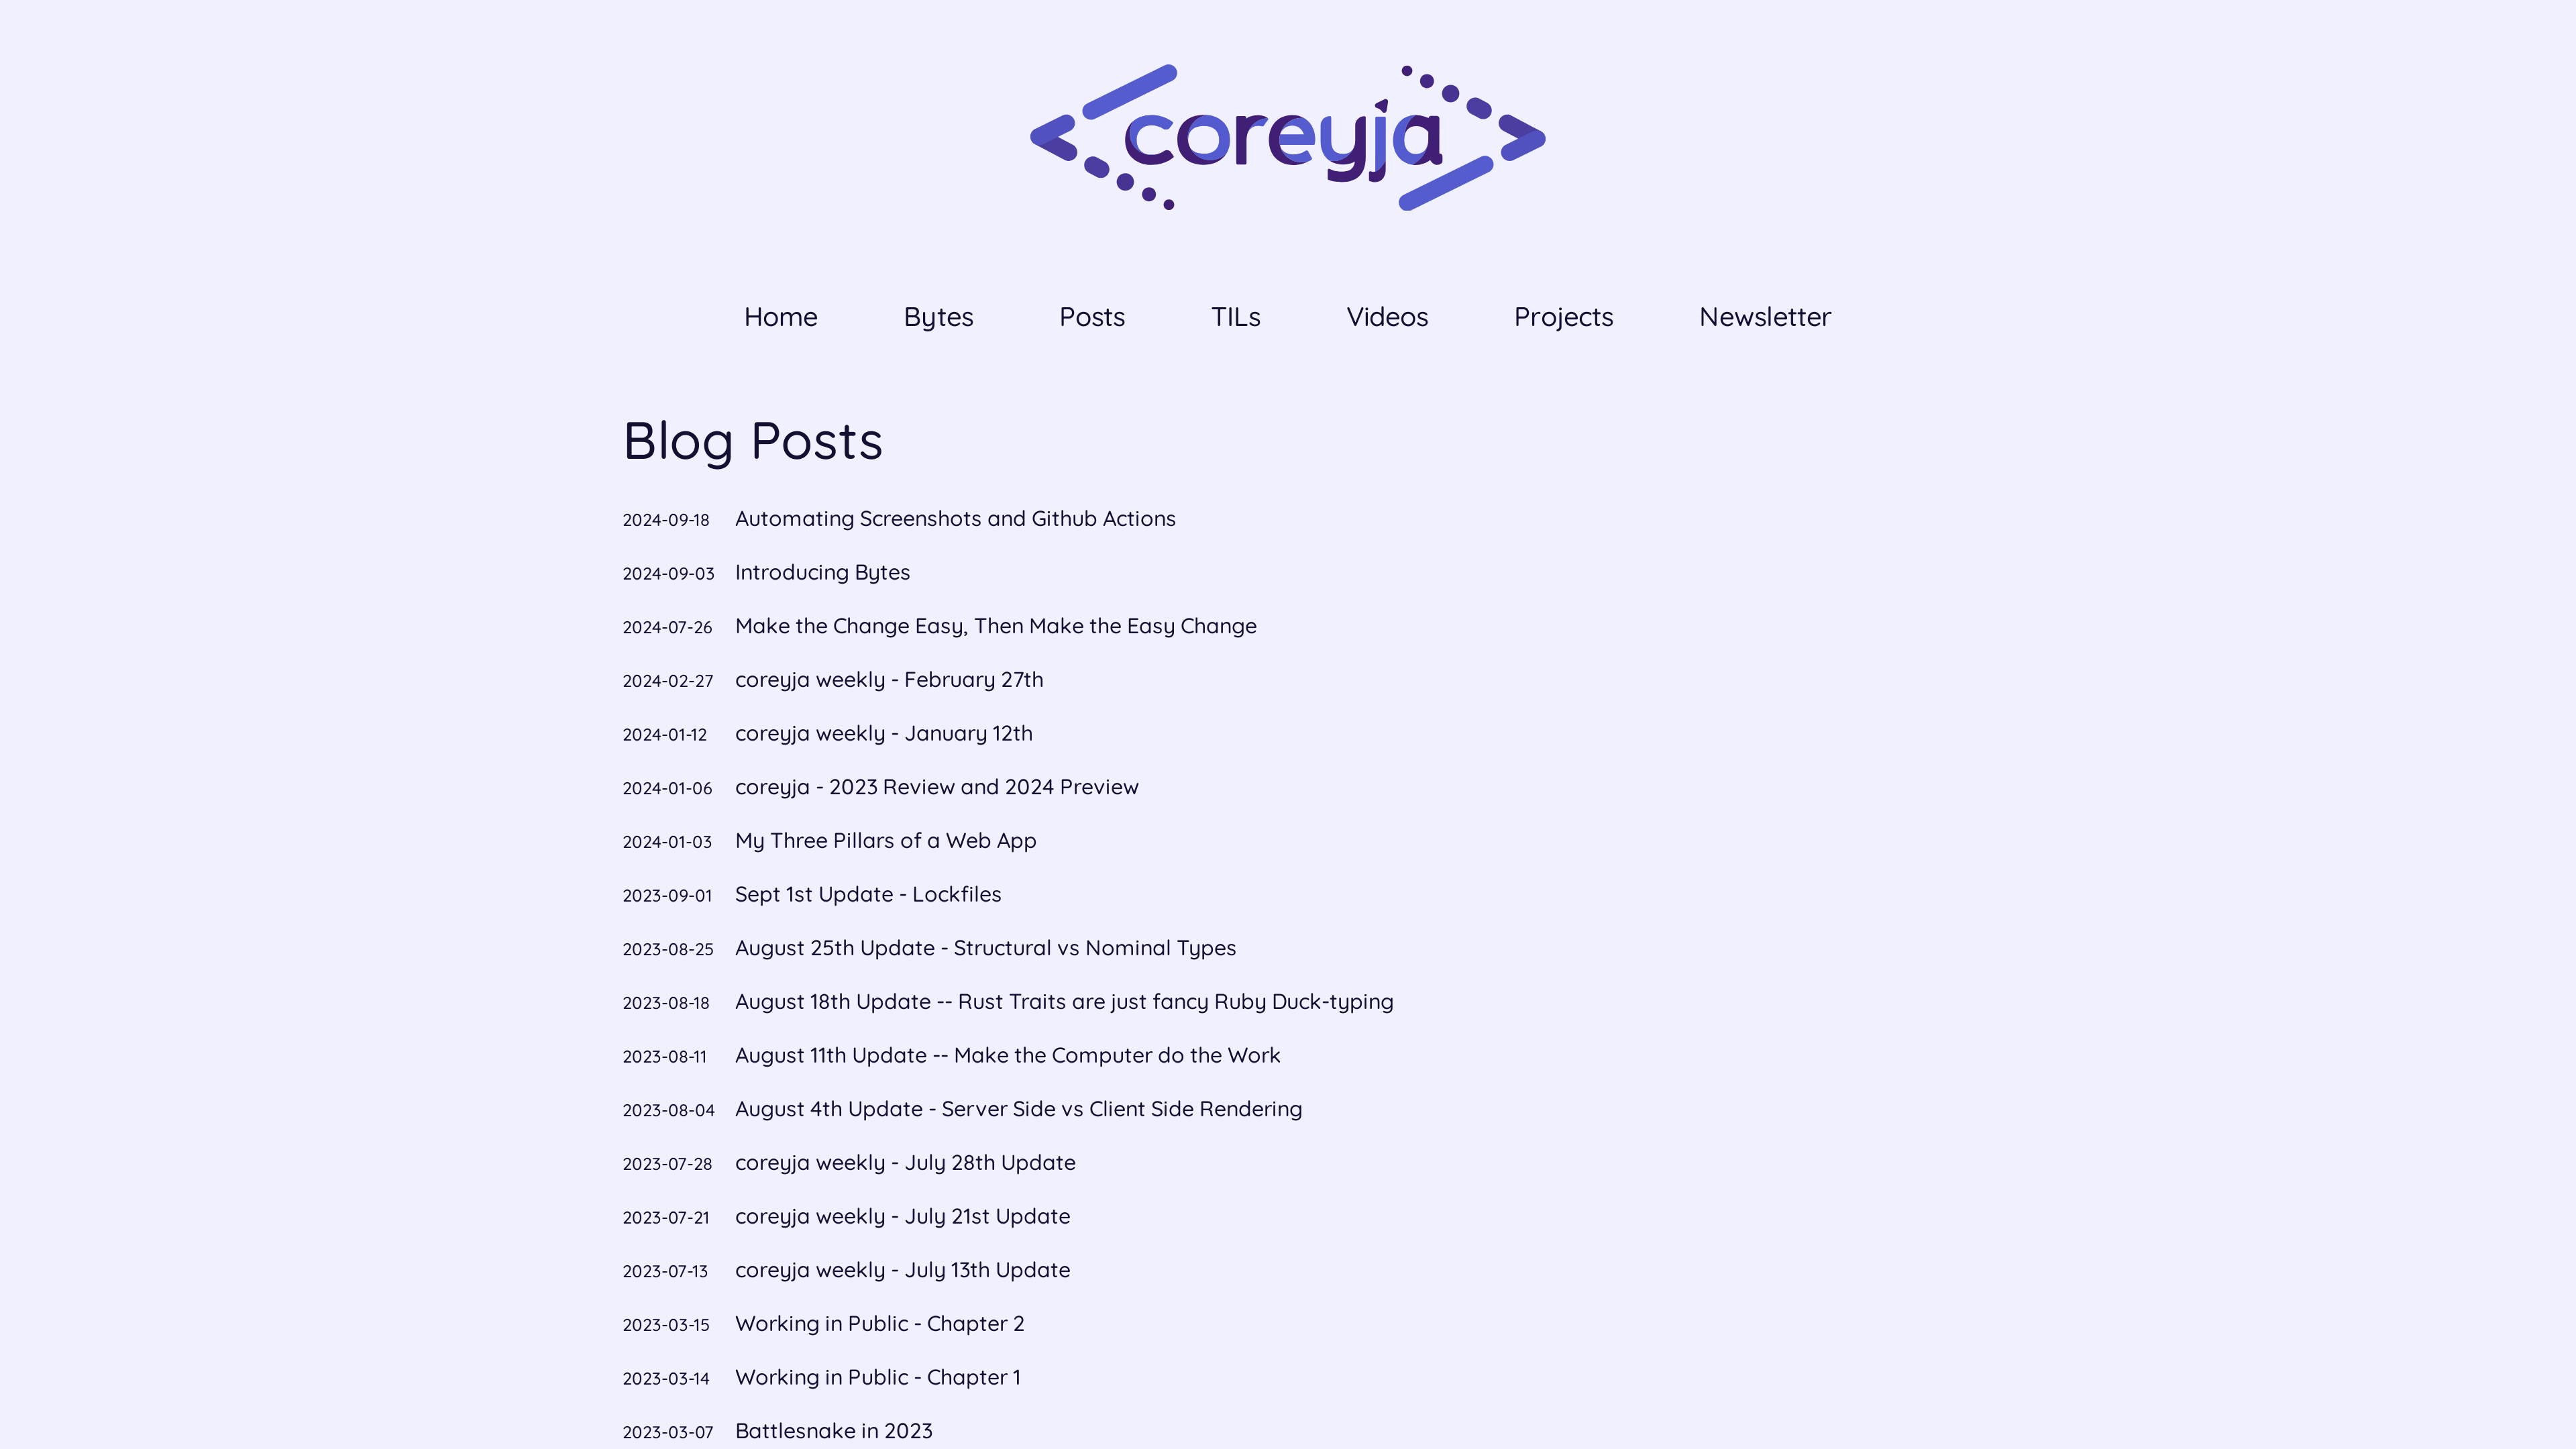 coreyja
Home Bytes Posts TILs Videos Projects Newsletter
Blog Posts
2024-09-18 Automating Screenshots and Github Actions
2024-09-03 Introducing Bytes
2024-07-26 Make the Change Easy, Then Make the Easy Change
2024-02-27 coreyja weekly - February 27th
2024-01-12 coreyja weekly - January 12th
2024-01-06 coreyja - 2023 Review and 2024 Preview
2024-01-03 My Three Pillars of a Web App
2023-09-01 Sept 1st Update - Lockfiles
2023-08-25 August 25th Update - Structural vs Nominal Types
2023-08-18 August 18th Update -- Rust Traits are just fancy Ruby Duck-typing
2023-08-11 August 11th Update -- Make the Computer do the Work
2023-08-04 August 4th Update - Server Side vs Client Side Rendering
2023-07-28 coreyja weekly - July 28th Update
2023-07-21 coreyja weekly - July 21st Update
2023-07-13 coreyja weekly - July 13th Update
2023-03-15 Working in Public - Chapter 2
2023-03-14 Working in Public - Chapter 1
2023-03-07 Battlesnake in 2023